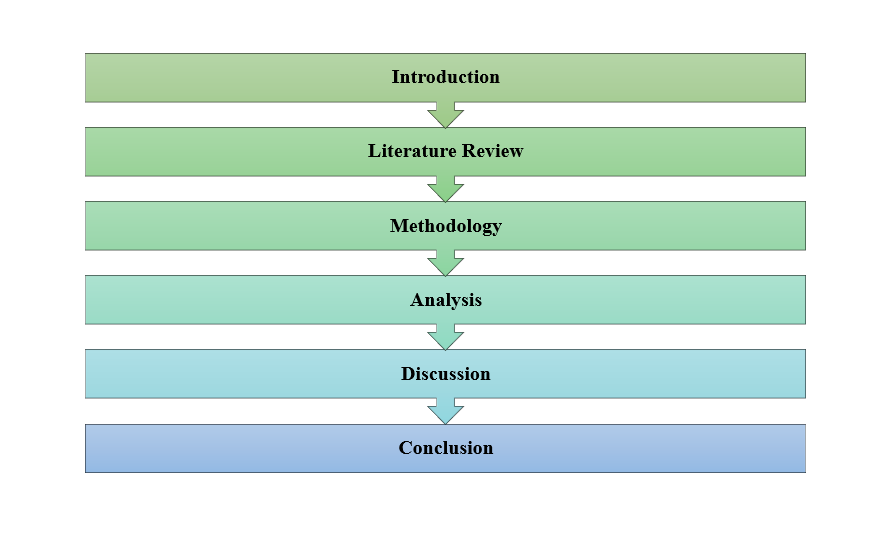 Introduction
Literature Review
Methodology
Analysis
Discussion
Conclusion